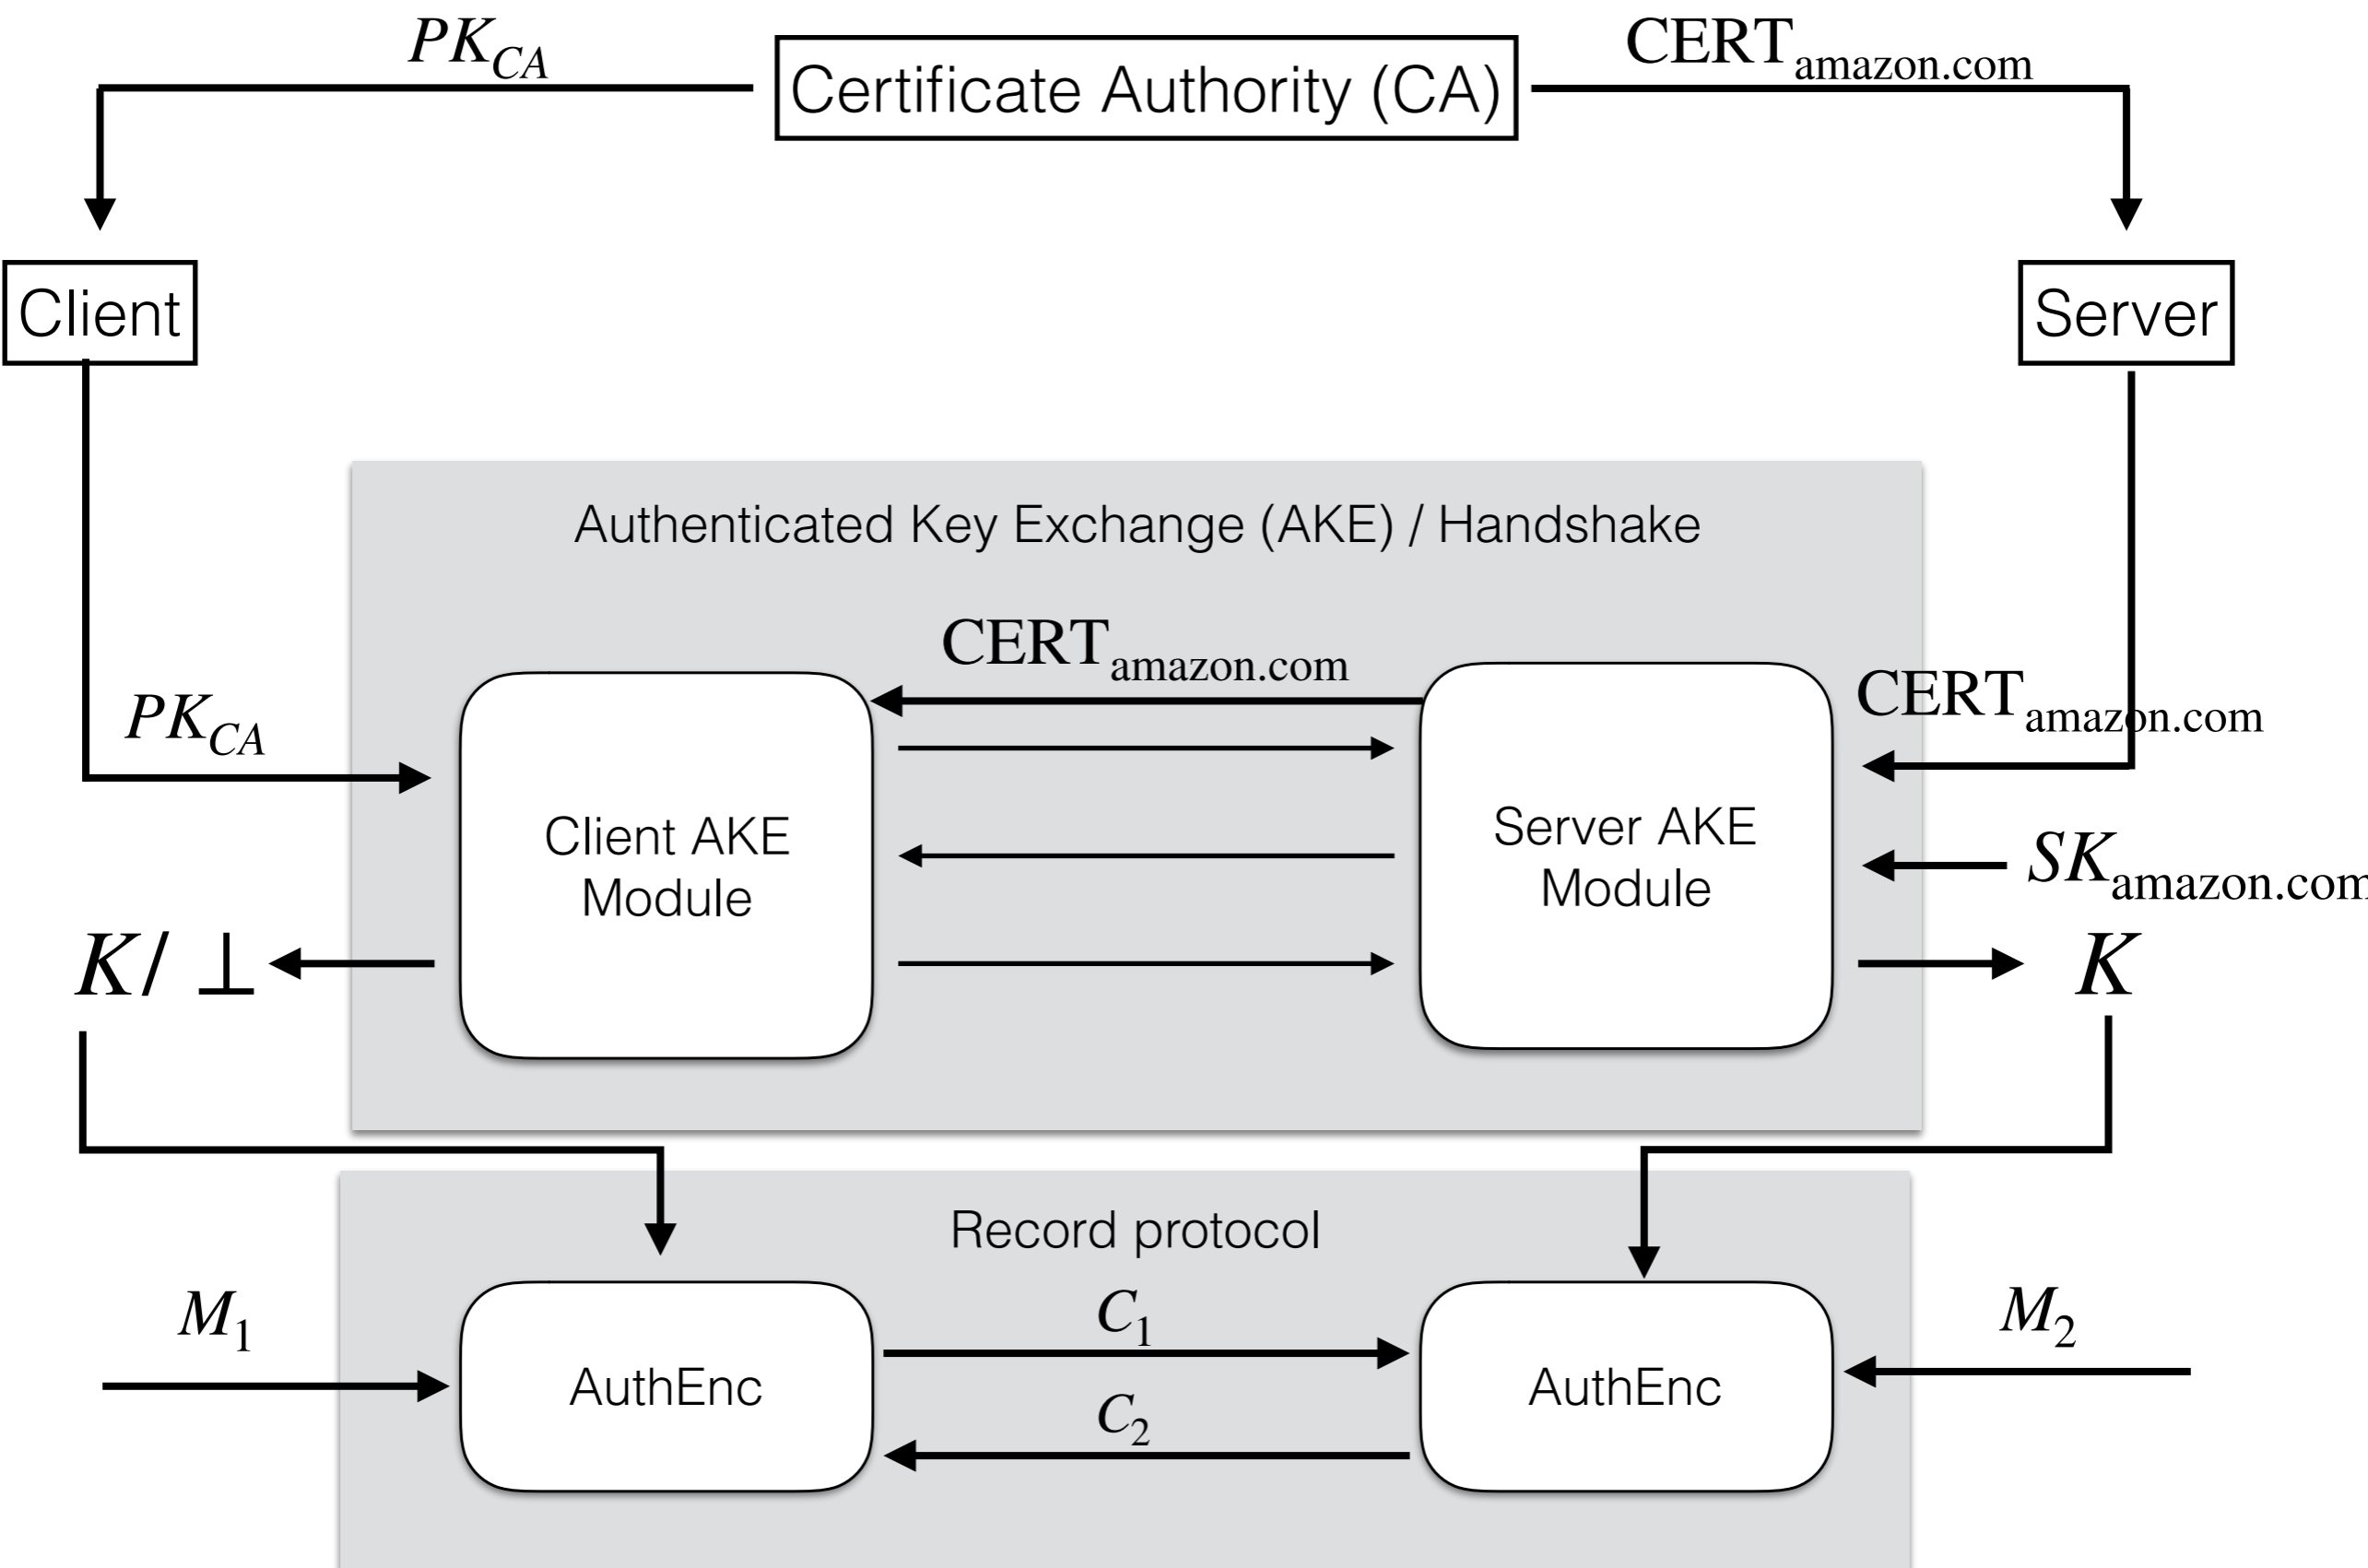 PK_CA
Certificate Authority (CA)
CERT_amazon.com
Client
Server
Authenticated Key Exchange (AKE) / Handshake
CERT_amazon.com
PK_CA
CERT_amazon.com
Client AKE
Module
Server AKE
Module
SK_amazon.com
K/ ⊥
K
Record protocol
M_1
C_1
M_2
AuthEnc
AuthEnc
C_2